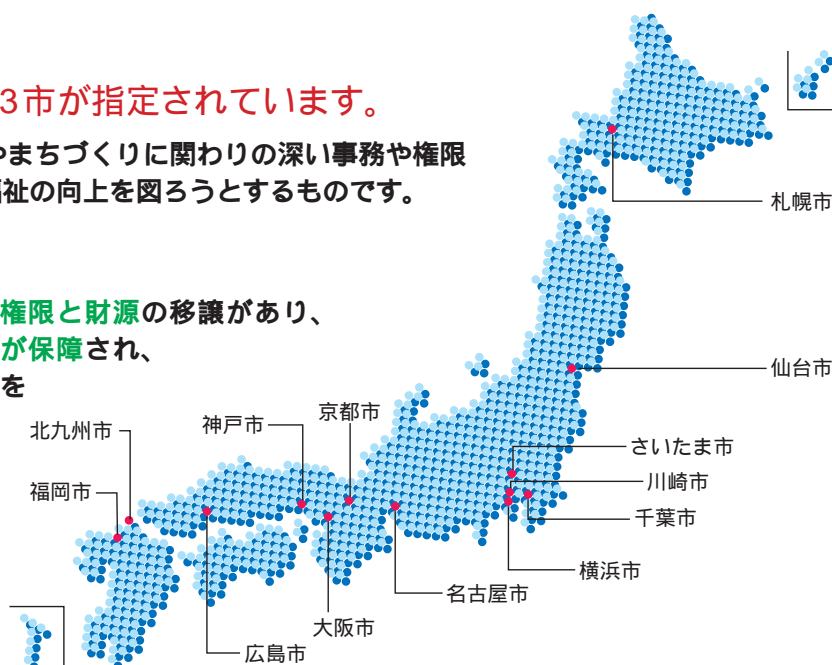 3市が指定されています。
やまちづくりに関わりの深い事務や権限
福祉の向上を図ろうとするものです。
権限と財源の移譲があり、
が保障され、
を
札幌市
仙台市
さいたま市
川崎市
千葉市
横浜市
名古屋市
京都市
神戸市
北九州市
福岡市
大阪市
広島市